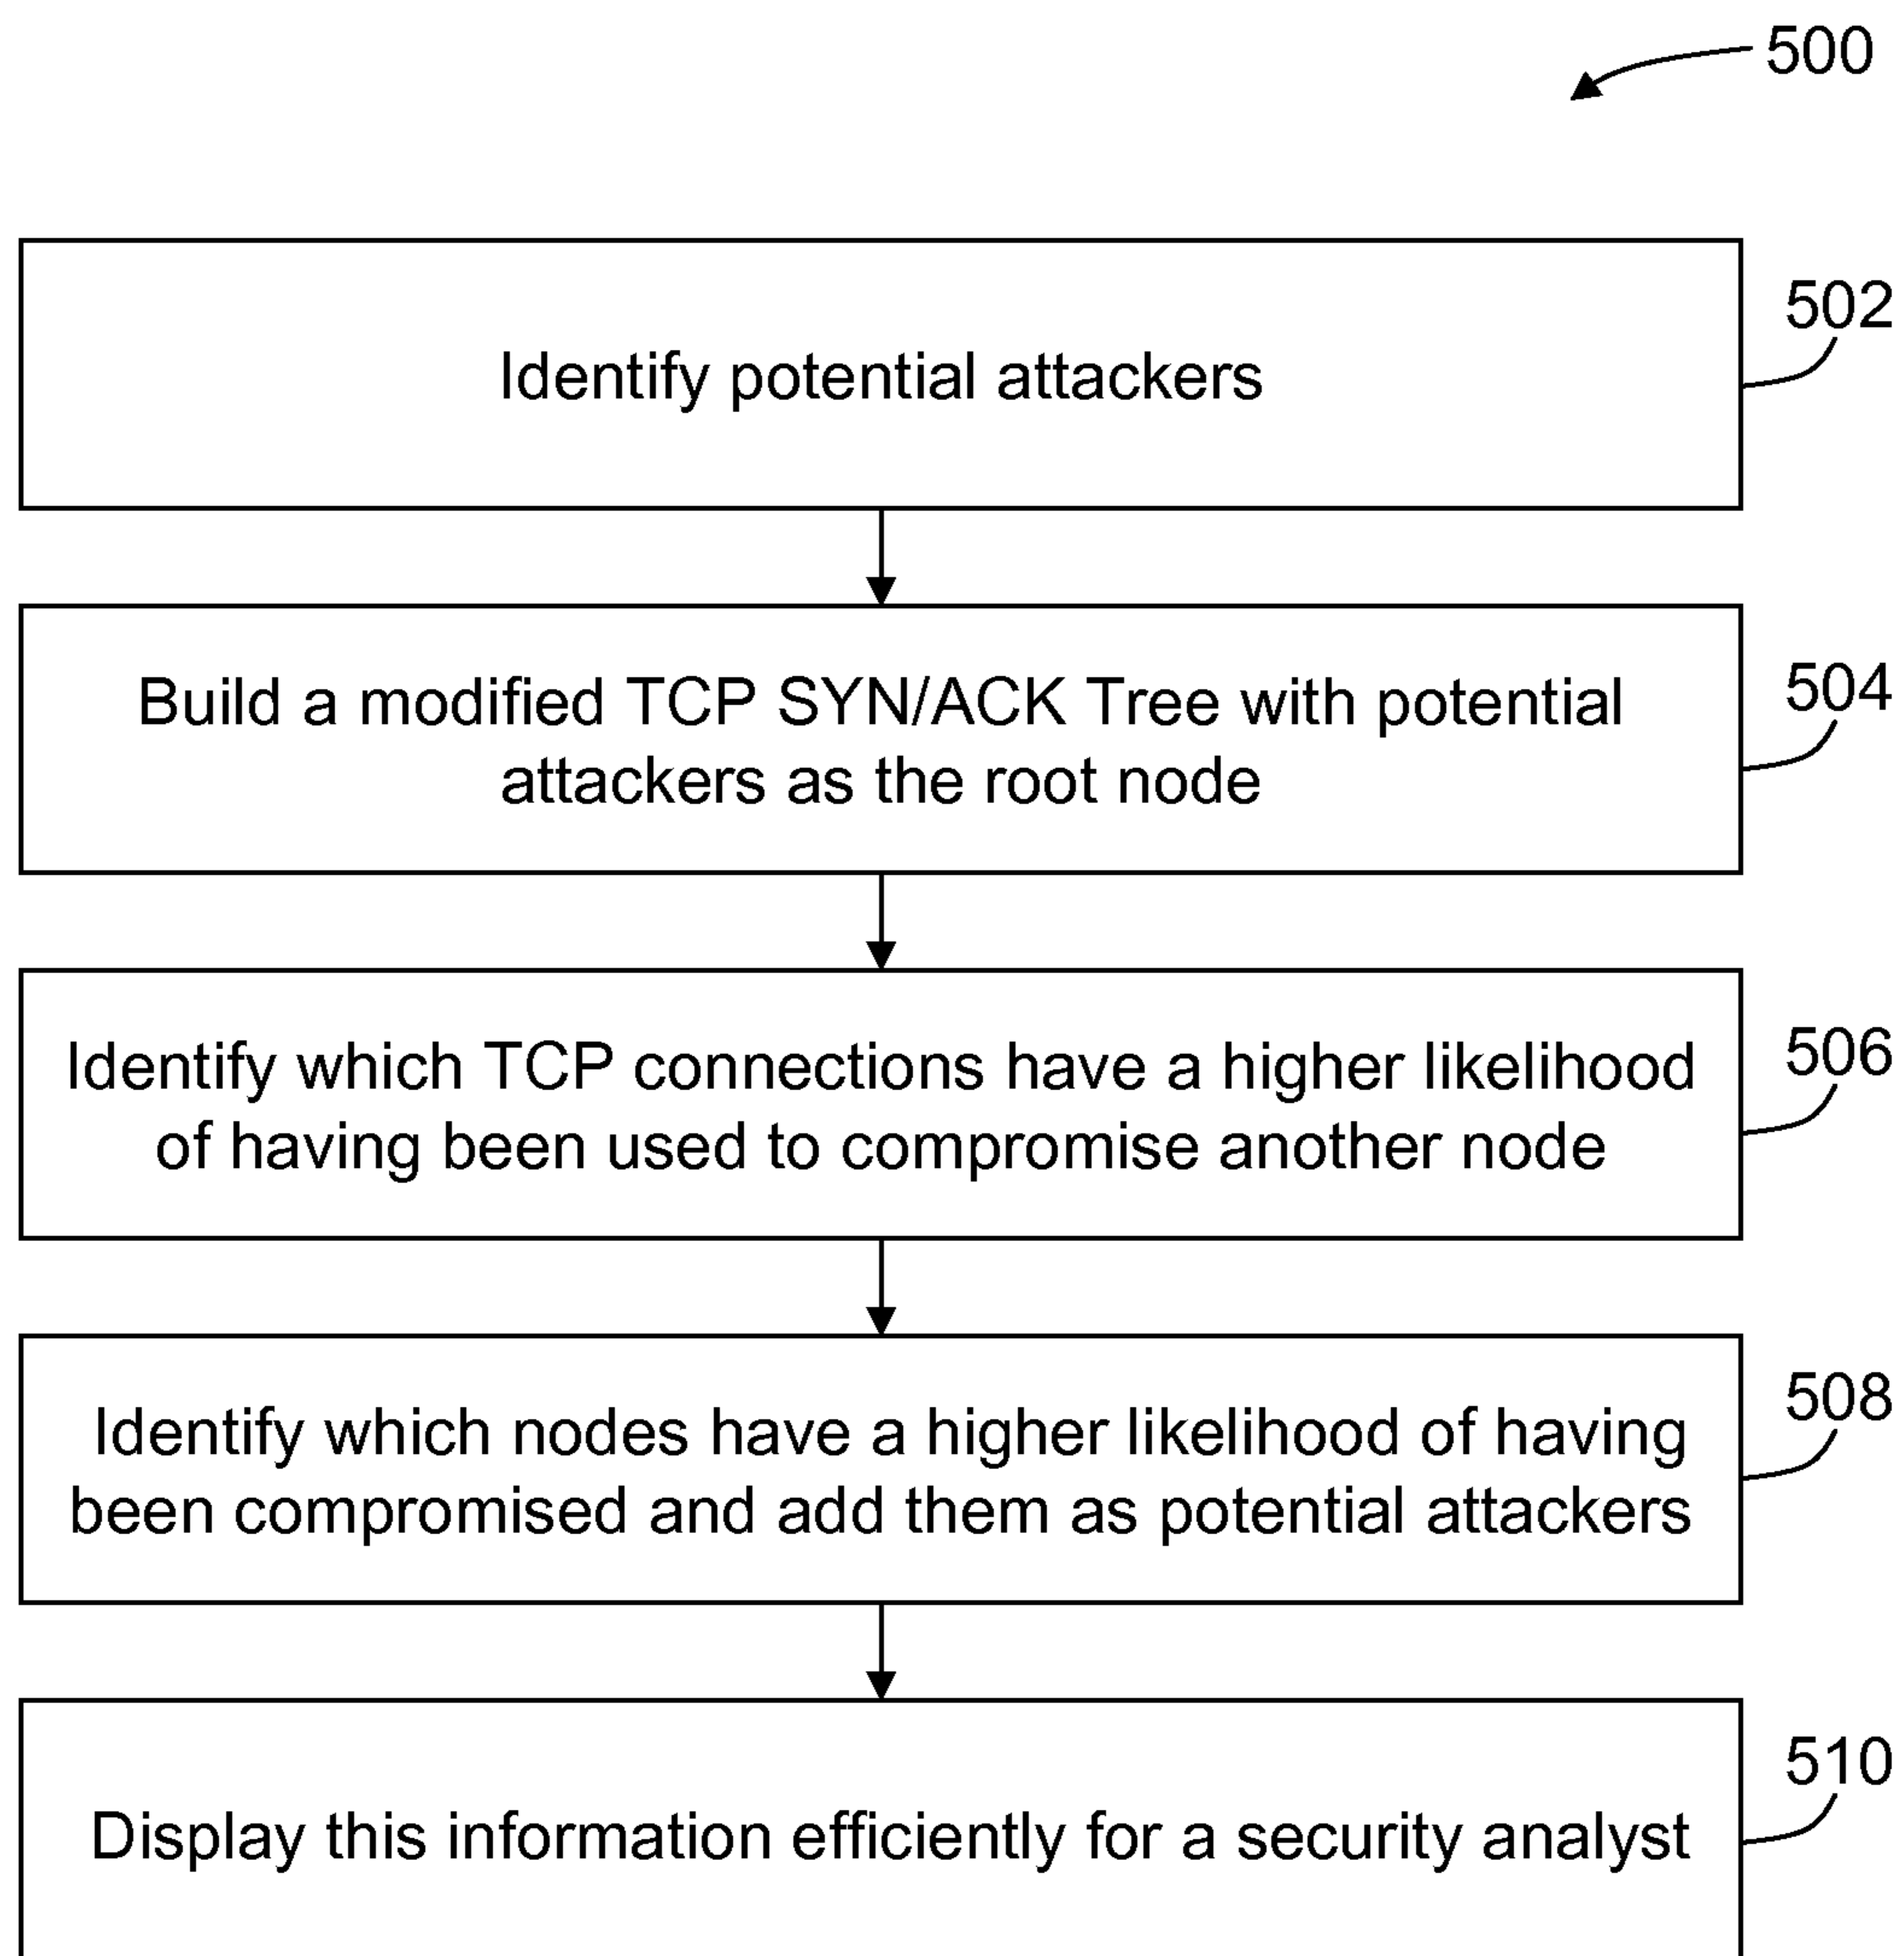 500
502
Identify potential attackers
504
Build a modified TCP SYN/ACK Tree with potential
attackers as the root node
506
Identify which TCP connections have a higher likelihood
of having been used to compromise another node
508
Identify which nodes have a higher likelihood of having
been compromised and add them as potential attackers
510
Display this information efficiently for a security analyst